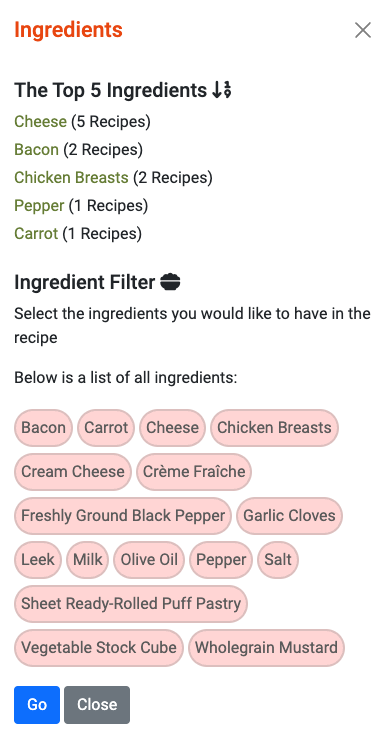 Ingredients
The Top 5 Ingredients
Cheese (5 Recipes)
Bacon (2 Recipes)
Chicken Breasts (2 Recipes)
Pepper (1 Recipes)
Carrot (1 Recipes)
Ingredient Filter
Select the ingredients you would like to have in the
recipe
Below is a list of all ingredients:
Bacon Carrot Cheese Chicken Breasts
Cream Cheese Crème Fraîche
Freshly Ground Black Pepper Garlic Cloves
Leek Milk Olive Oil Pepper Salt
Sheet Ready-Rolled Puff Pastry
Vegetable Stock Cube Wholegrain Mustard
Go Close